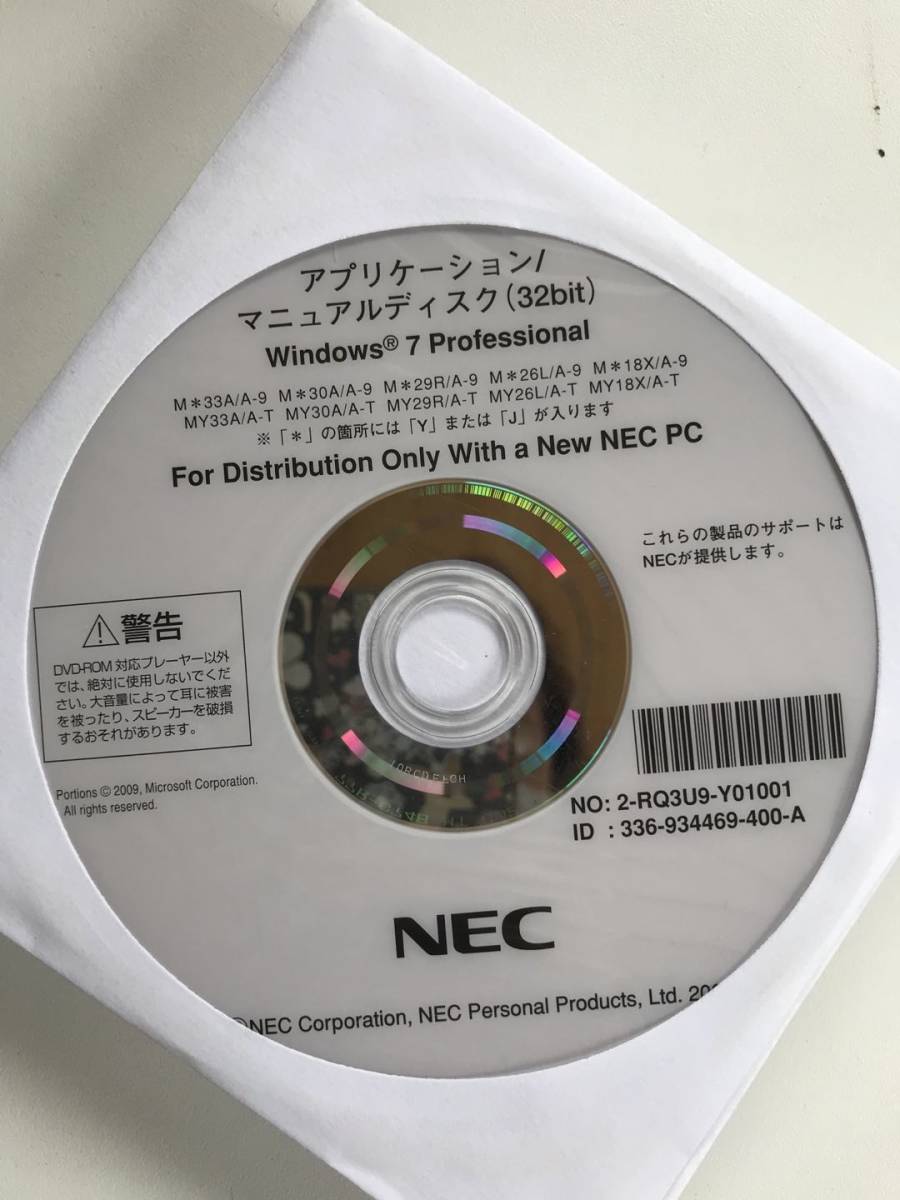 アプリケーション/
マニュアルディスク(32bit)
Windows® 7 Professional
M＊33A/A-9 M＊30A/A-9 M＊29R/A-9 M＊26L/A-9 M＊18X/A-9
MY33A/A-T MY30A/A-T MY29R/A-T MY26L/A-T MY18X/A-T
※「＊」の箇所には「Y」または「J」が入ります
For Distribution Only With a New NEC PC
これらの製品のサポートは
NECが提供します。
⚠警告
DVD-ROM 対応プレーヤー以外
では、絶対に使用しないでくだ
さい。大音量によって耳に被害
を被ったり、スピーカーを破損
するおそれがあります。
Portions © 2009, Microsoft Corporation.
All rights reserved.
NO: 2-RQ3U9-Y01001
ID : 336-934469-400-A
NEC
©NEC Corporation, NEC Personal Products, Ltd.